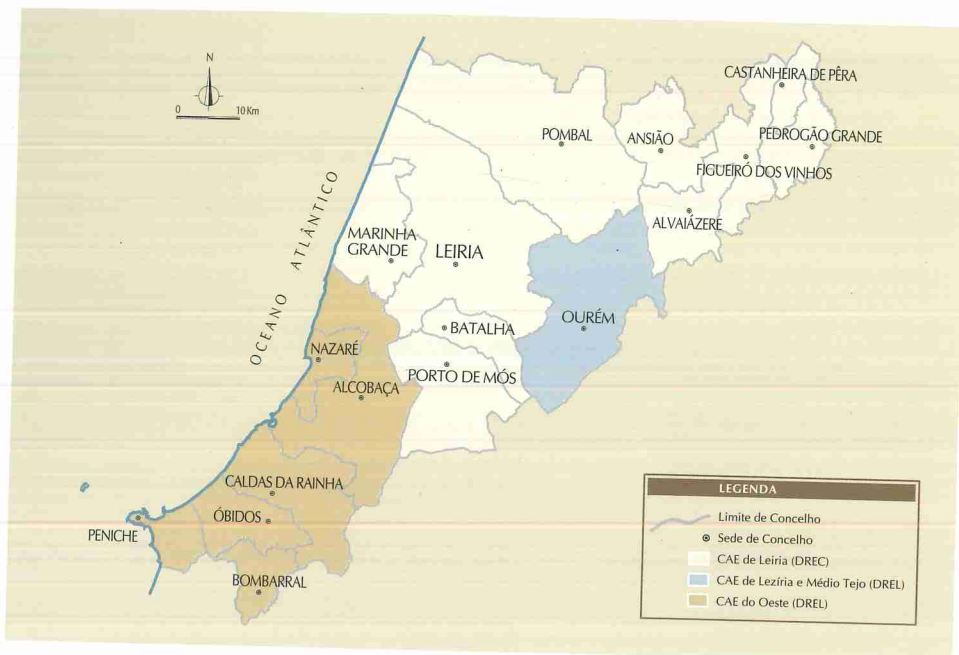 N
0 10 Km
OCEANO ATLÂNTICO
CASTANHEIRA DE PÊRA
POMBAL
ANSIÃO
PEDROGÃO GRANDE
FIGUEIRÓ DOS VINHOS
ALVAIÁZERE
MARINHA
GRANDE
LEIRIA
OURÉM
BATALHA
NAZARÉ
PORTO DE MÓS
ALCOBAÇA
CALDAS DA RAINHA
ÓBIDOS
PENICHE
BOMBARRAL
LEGENDA
Limite de Concelho
Sede de Concelho
CAE de Leiria (DREC)
CAE de Lezíria e Médio Tejo (DREL)
CAE do Oeste (DREL)